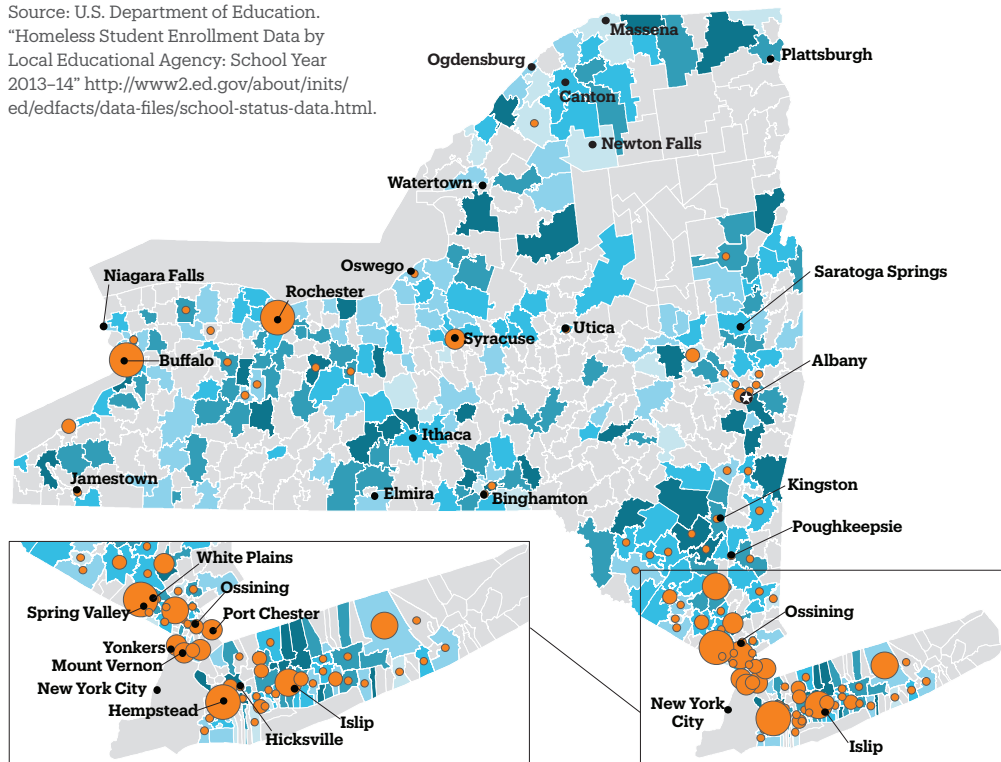 Source: U.S. Department of Education.
“Homeless Student Enrollment Data by
Local Educational Agency: School Year
2013–14” http://www2.ed.gov/about/inits/
ed/edfacts/data-files/school-status-data.html.
Massena
Plattsburgh
Ogdensburg
Canton
Newton Falls
Watertown
Oswego
Saratoga Springs
Niagara Falls
Rochester
Utica
Syracuse
Buffalo
Albany
Ithaca
Jamestown
Kingston
Elmira
Binghamton
Poughkeepsie
White Plains
Ossining
Spring Valley
Port Chester
Yonkers
Mount Vernon
New York City
Hempstead
Islip
Hicksville
Ossining
New York
City
Islip